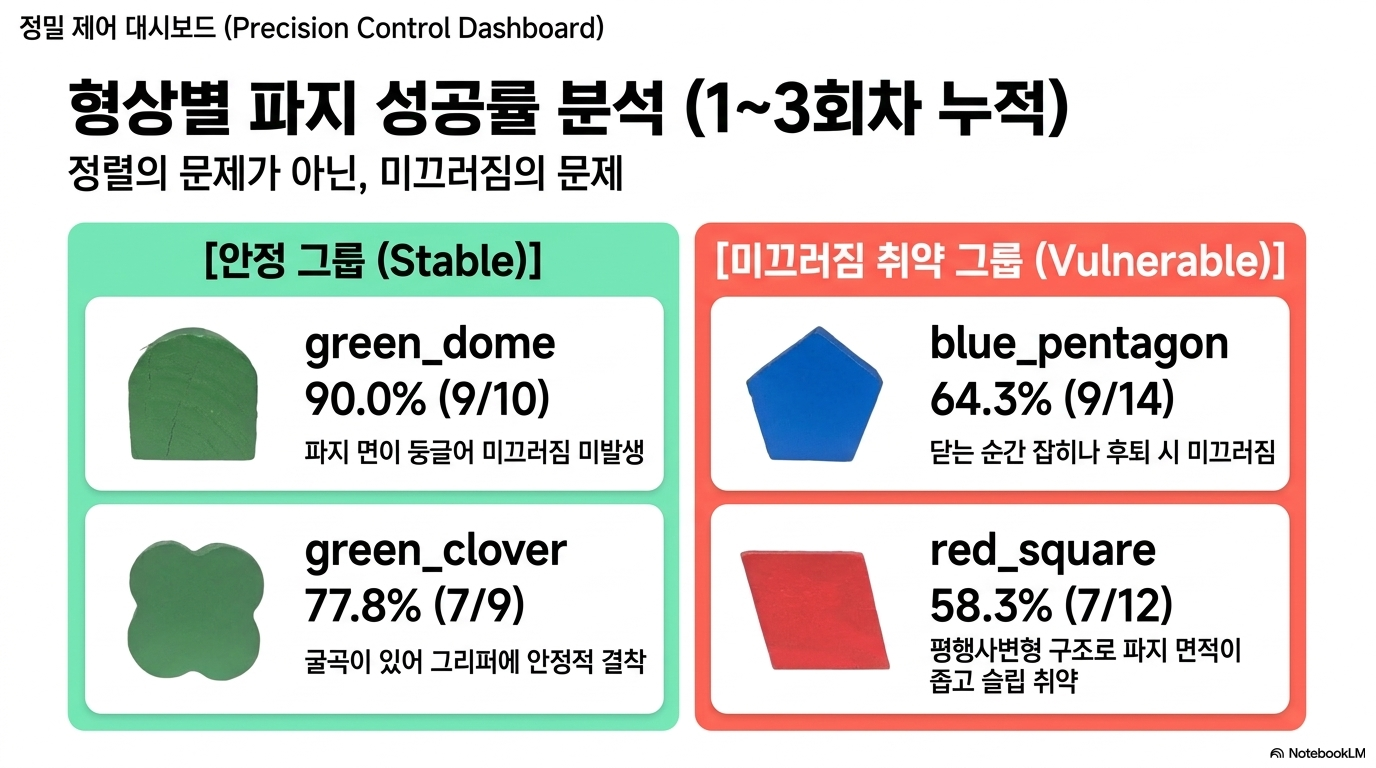 정밀 제어 대시보드 (Precision Control Dashboard)
형상별 파지 성공률 분석 (1~3회차 누적)
정렬의 문제가 아닌, 미끄러짐의 문제
[안정 그룹 (Stable)]
green_dome
90.0% (9/10)
파지 면이 둥글어 미끄러짐 미발생
green_clover
77.8% (7/9)
굴곡이 있어 그리퍼에 안정적 결착
[미끄러짐 취약 그룹 (Vulnerable)]
blue_pentagon
64.3% (9/14)
닫는 순간 잡히나 후퇴 시 미끄러짐
red_square
58.3% (7/12)
평행사변형 구조로 파지 면적이
좁고 슬립 취약
NotebookLM